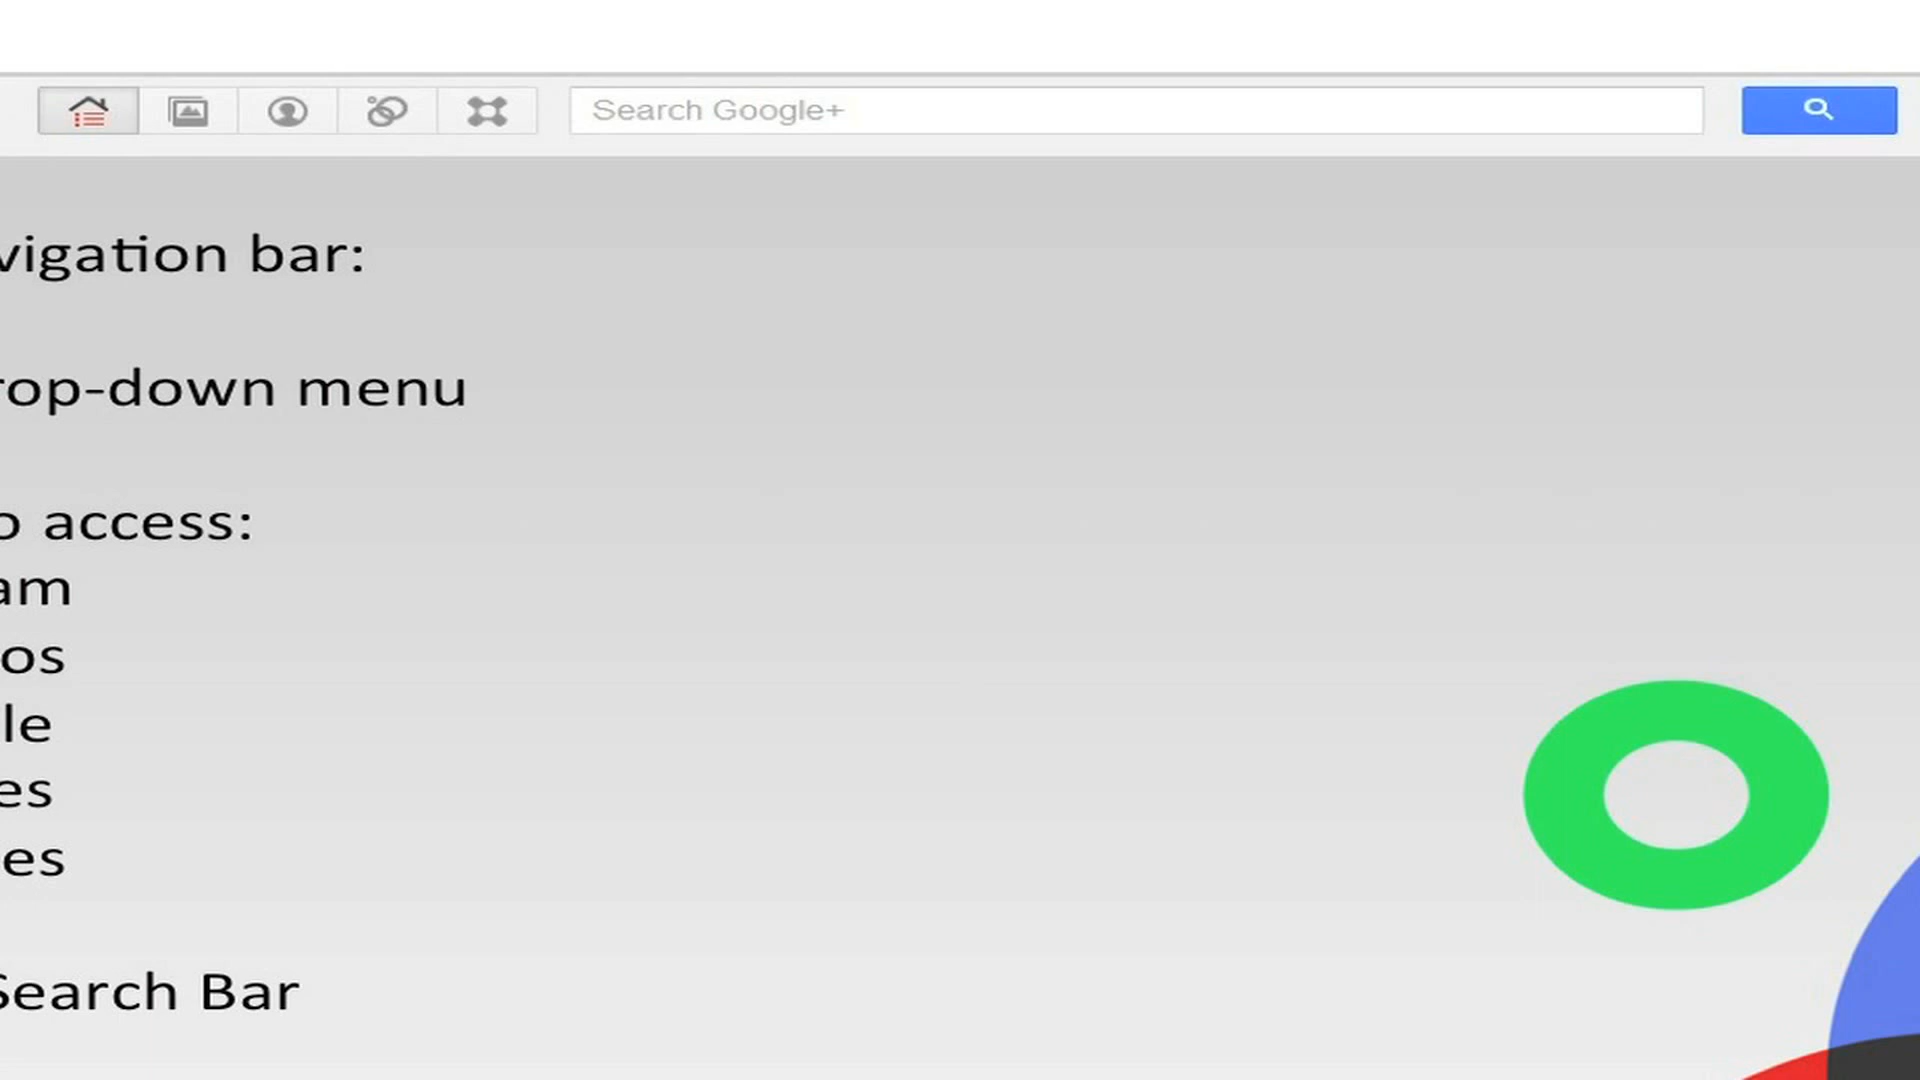 Search Google+
vigation bar:
rop-down menu
o access:
am
os
le
es
es
Search Bar